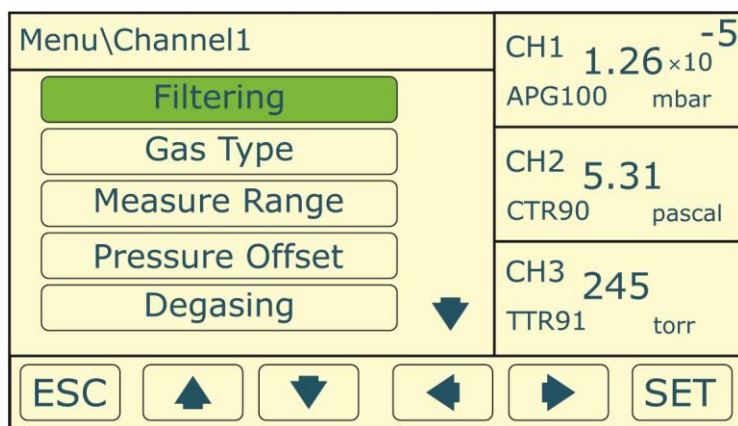 Menu\Channel1
Filtering
Gas Type
Measure Range
Pressure Offset
Degasing
CH1 1.26 ×10 -5
APG100 mbar
CH2 5.31
CTR90 pascal
CH3 245
TTR91 torr
ESC
SET